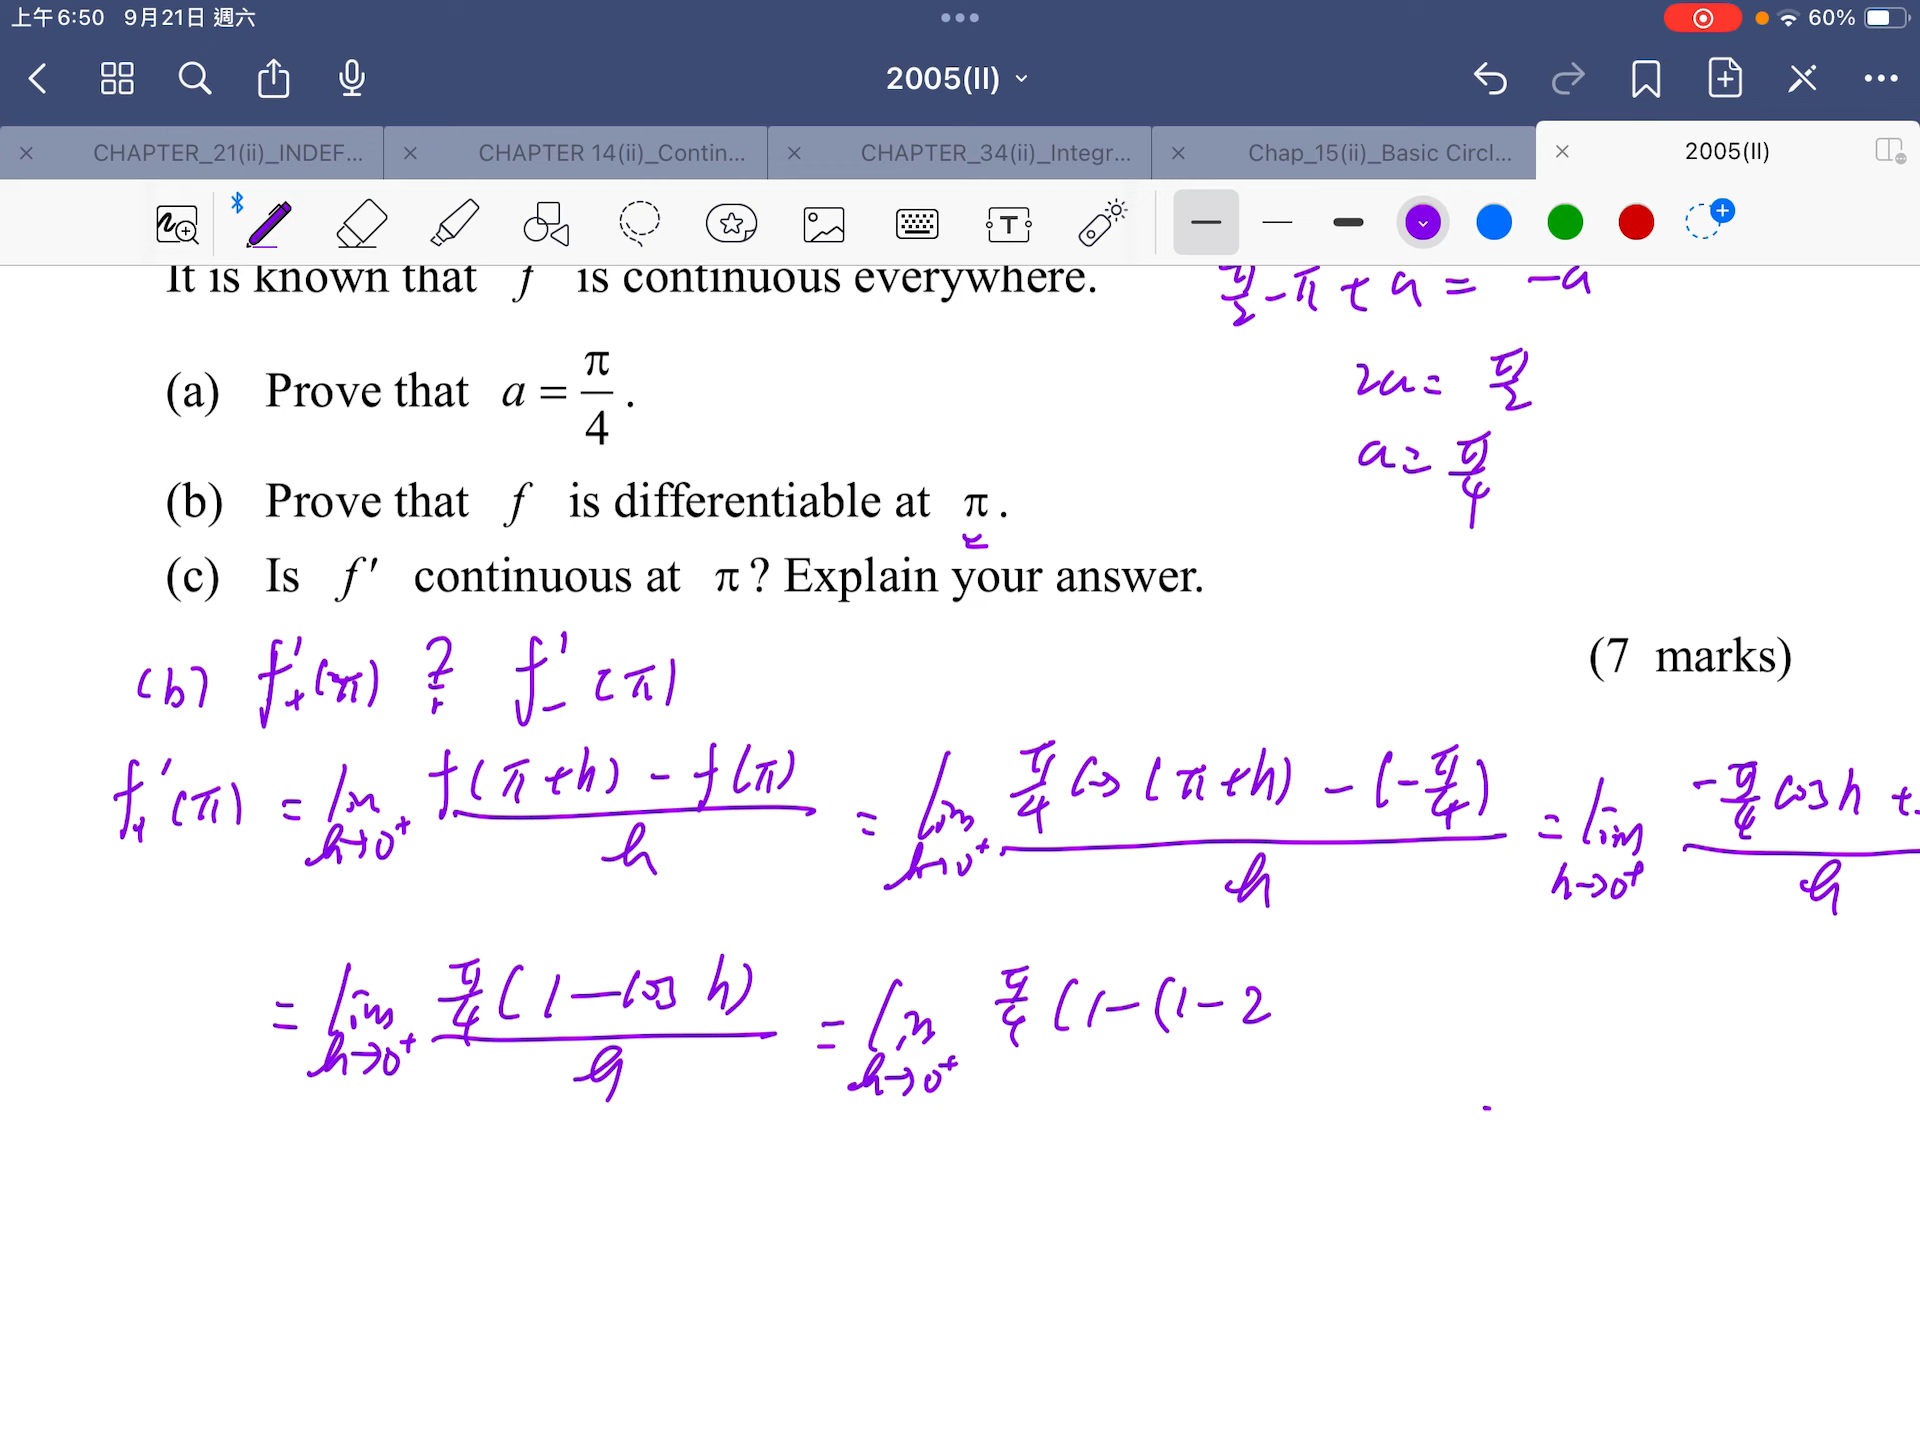 上午6:50 9月21日 週六 60%
2005(II)
CHAPTER_21(ii)_INDEF... CHAPTER 14(ii)_Contin... CHAPTER_34(ii)_Integr... Chap_15(ii)_Basic Circl... 2005(II)
It is known that f is continuous everywhere.
π/2 - π + a = -a
(a) Prove that a = π/4 .
2a = π/2
a = π/4
(b) Prove that f is differentiable at π .
(c) Is f′ continuous at π ? Explain your answer.
(7 marks)
(b) f₊′(π) ≟ f₋′(π)
f₊′(π) = lim h→0⁺ (f(π+h) - f(π))/h = lim h→0⁺ (π/4 cos(π+h) - (-π/4))/h = lim h→0⁺ (-π/4 cos h +)/h
= lim h→0⁺ (π/4 (1 - cos h))/h = lim h→0⁺ π/4 (1 - (1 - 2